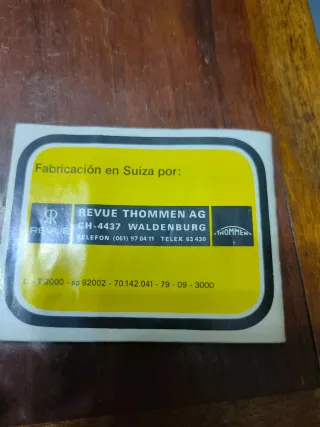 Fabricación en Suiza por:
REVUE THOMMEN AG
CH-4437 WALDENBURG
TELEFON (061) 97 04 11 TELEX 63 430
REVUE
THOMMEN
2000 - sp 82002 - 70.142.041 - 79 - 09 - 3000